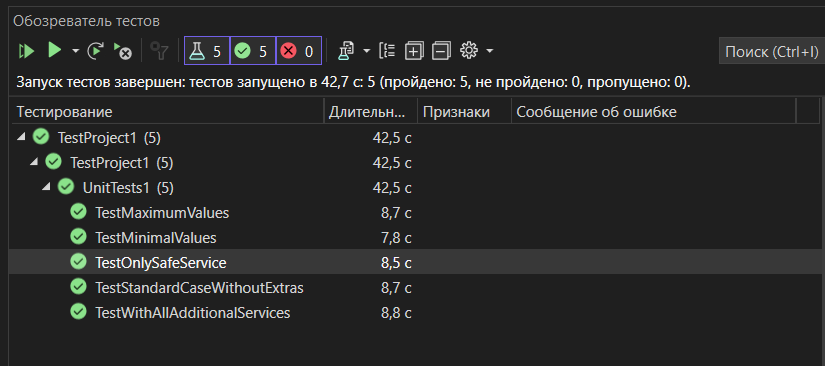 Обозреватель тестов
5 5 0 Поиск (Ctrl+I)
Запуск тестов завершен: тестов запущено в 42,7 с: 5 (пройдено: 5, не пройдено: 0, пропущено: 0).
Тестирование Длительн... Признаки Сообщение об ошибке
TestProject1 (5) 42,5 с
TestProject1 (5) 42,5 с
UnitTests1 (5) 42,5 с
TestMaximumValues 8,7 с
TestMinimalValues 7,8 с
TestOnlySafeService 8,5 с
TestStandardCaseWithoutExtras 8,7 с
TestWithAllAdditionalServices 8,8 с